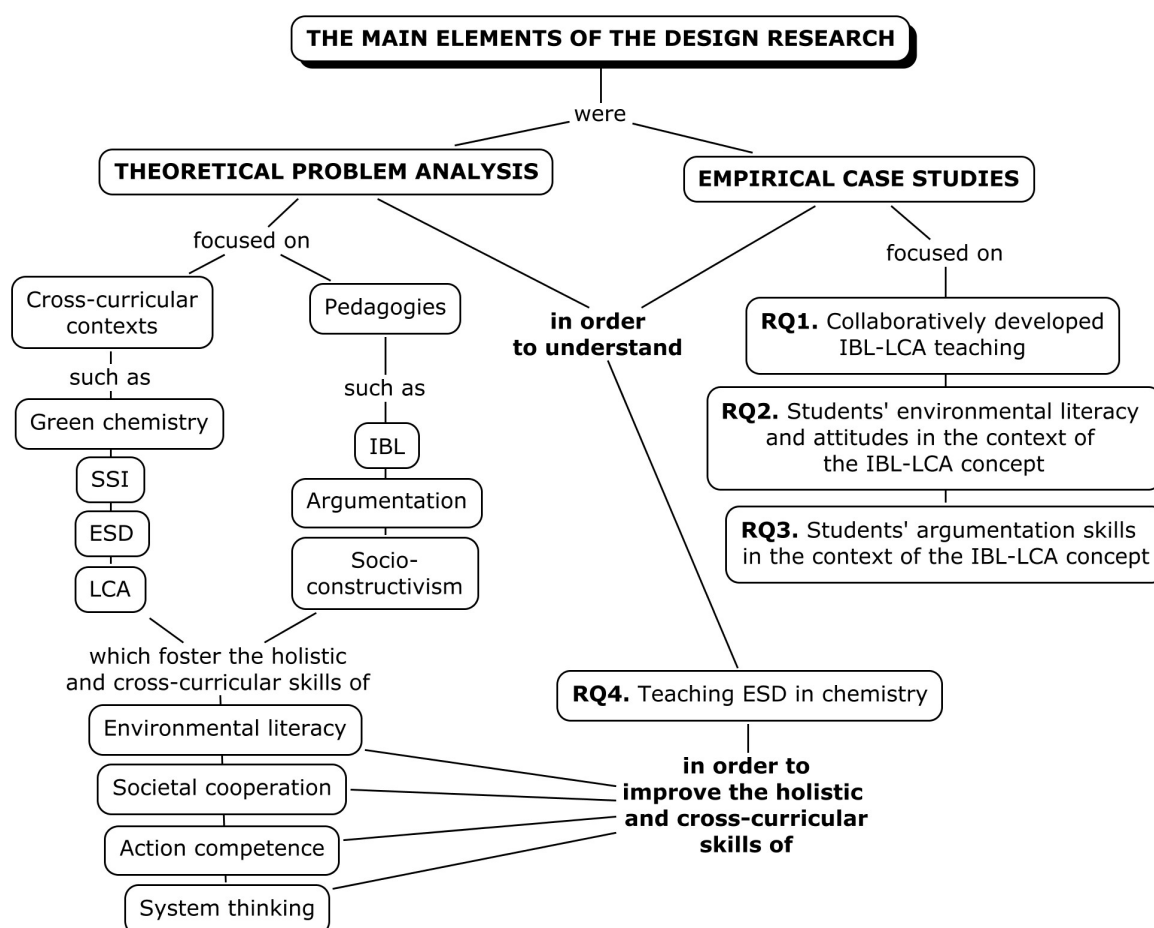 THE MAIN ELEMENTS OF THE DESIGN RESEARCH
were
THEORETICAL PROBLEM ANALYSIS
EMPIRICAL CASE STUDIES
focused on
Cross-curricular
contexts
such as
Green chemistry
SSI
ESD
LCA
Pedagogies
such as
IBL
Argumentation
Socio-
constructivism
which foster the holistic
and cross-curricular skills of
Environmental literacy
Societal cooperation
Action competence
System thinking
in order
to understand
focused on
RQ1. Collaboratively developed
IBL-LCA teaching
RQ2. Students' environmental literacy
and attitudes in the context of
the IBL-LCA concept
RQ3. Students' argumentation skills
in the context of the IBL-LCA concept
RQ4. Teaching ESD in chemistry
in order to
improve the holistic
and cross-curricular
skills of